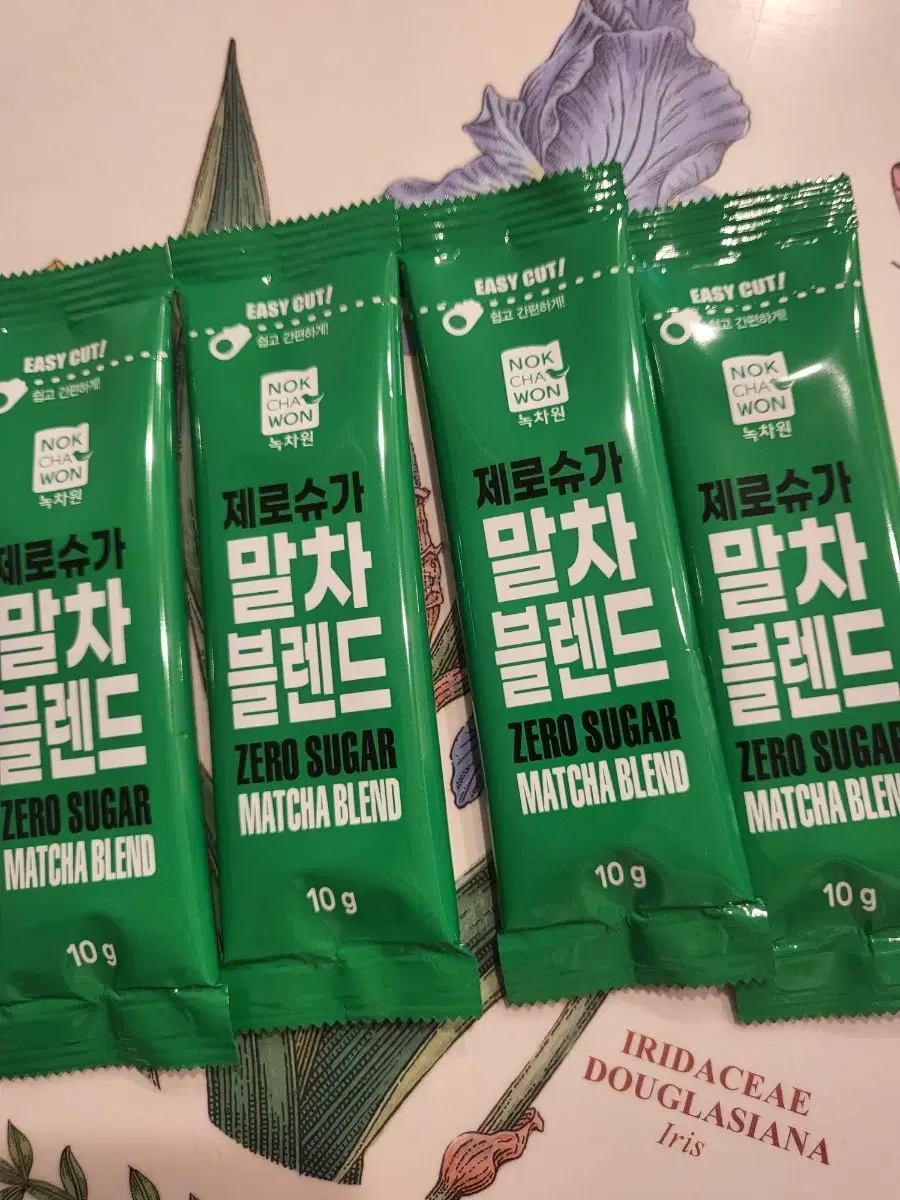 EASY CUT!
쉽고 간편하게!
NOK
CHA
WON
녹차원
제로슈가
말차
블렌드
ZERO SUGAR
MATCHA BLEND
10 g
EASY CUT!
쉽고 간편하게!
NOK
CHA
WON
녹차원
제로슈가
말차
블렌드
ZERO SUGAR
MATCHA BLEND
10 g
EASY CUT!
쉽고 간편하게!
NOK
CHA
WON
녹차원
제로슈가
말차
블렌드
ZERO SUGAR
MATCHA BLEND
10 g
EASY CUT!
쉽고 간편하게!
NOK
CHA
WON
녹차원
제로슈가
말차
블렌드
ZERO SUGAR
MATCHA BLEN
10 g
IRIDACEAE
DOUGLASIANA
Iris